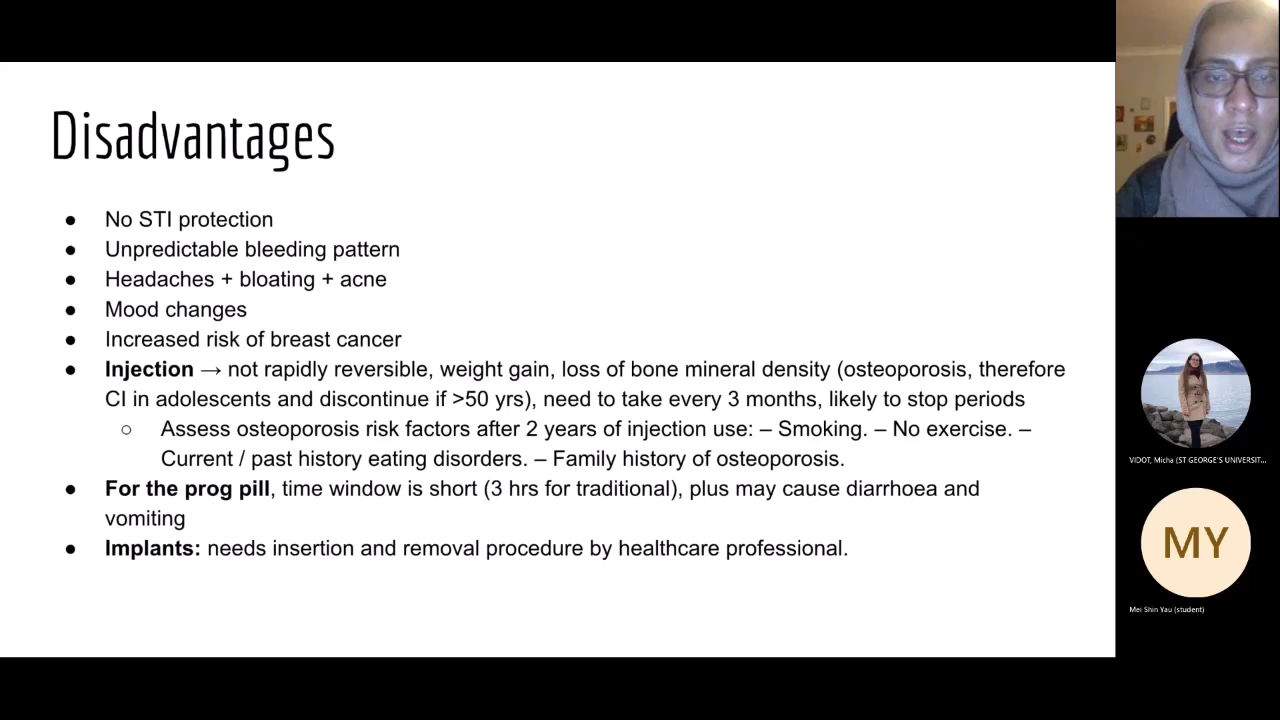 Disadvantages
● No STI protection
● Unpredictable bleeding pattern
● Headaches + bloating + acne
● Mood changes
● Increased risk of breast cancer
● Injection → not rapidly reversible, weight gain, loss of bone mineral density (osteoporosis, therefore
CI in adolescents and discontinue if >50 yrs), need to take every 3 months, likely to stop periods
○ Assess osteoporosis risk factors after 2 years of injection use: – Smoking. – No exercise. –
Current / past history eating disorders. – Family history of osteoporosis.
● For the prog pill, time window is short (3 hrs for traditional), plus may cause diarrhoea and
vomiting
● Implants: needs insertion and removal procedure by healthcare professional.
VIDOT, Micha (ST GEORGE'S UNIVERSIT...
MY
Mei Shin Yau (student)